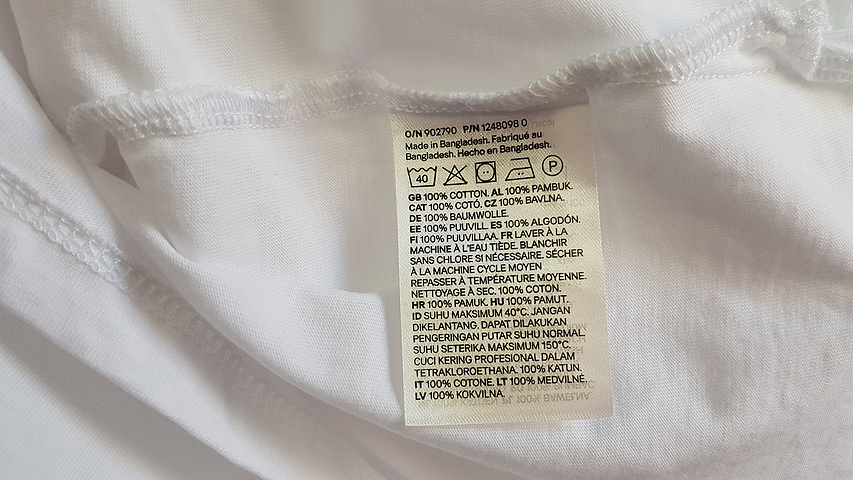 O/N 902790 P/N 1248098 0
Made in Bangladesh. Fabriqué au
Bangladesh. Hecho en Bangladesh.
40 P
GB 100% COTTON. AL 100% PAMBUK.
CAT 100% COTÓ. CZ 100% BAVLNA.
DE 100% BAUMWOLLE.
EE 100% PUUVILL. ES 100% ALGODÓN.
FI 100% PUUVILLAA. FR LAVER À LA
MACHINE À L'EAU TIÈDE. BLANCHIR
SANS CHLORE SI NÉCESSAIRE. SÉCHER
À LA MACHINE CYCLE MOYEN
REPASSER À TEMPÉRATURE MOYENNE.
NETTOYAGE À SEC. 100% COTON.
HR 100% PAMUK. HU 100% PAMUT.
ID SUHU MAKSIMUM 40°C. JANGAN
DIKELANTANG. DAPAT DILAKUKAN
PENGERINGAN PUTAR SUHU NORMAL.
SUHU SETERIKA MAKSIMUM 150°C.
CUCI KERING PROFESIONAL DALAM
TETRAKLOROETHANA. 100% KATUN.
IT 100% COTONE. LT 100% MEDVILNĖ.
LV 100% KOKVILNA.